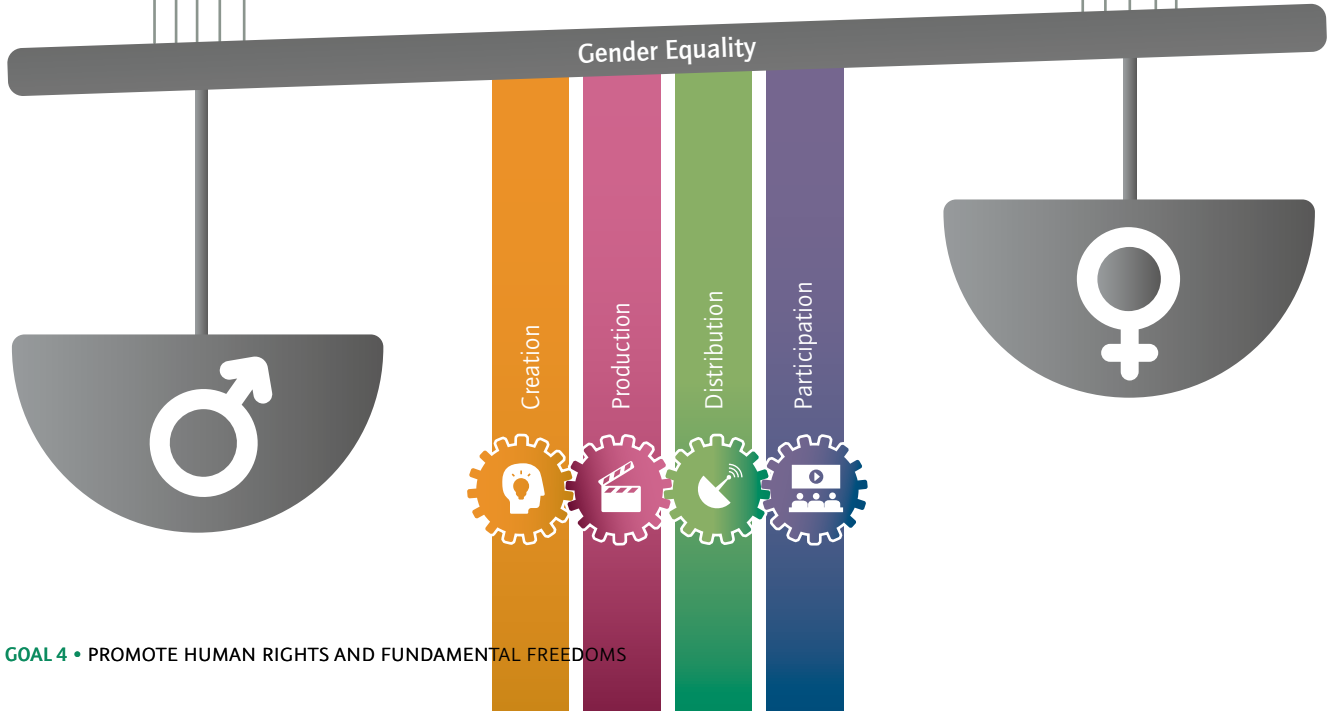 Gender Equality
Creation
Production
Distribution
Participation
GOAL 4 • PROMOTE HUMAN RIGHTS AND FUNDAMENTAL FREEDOMS